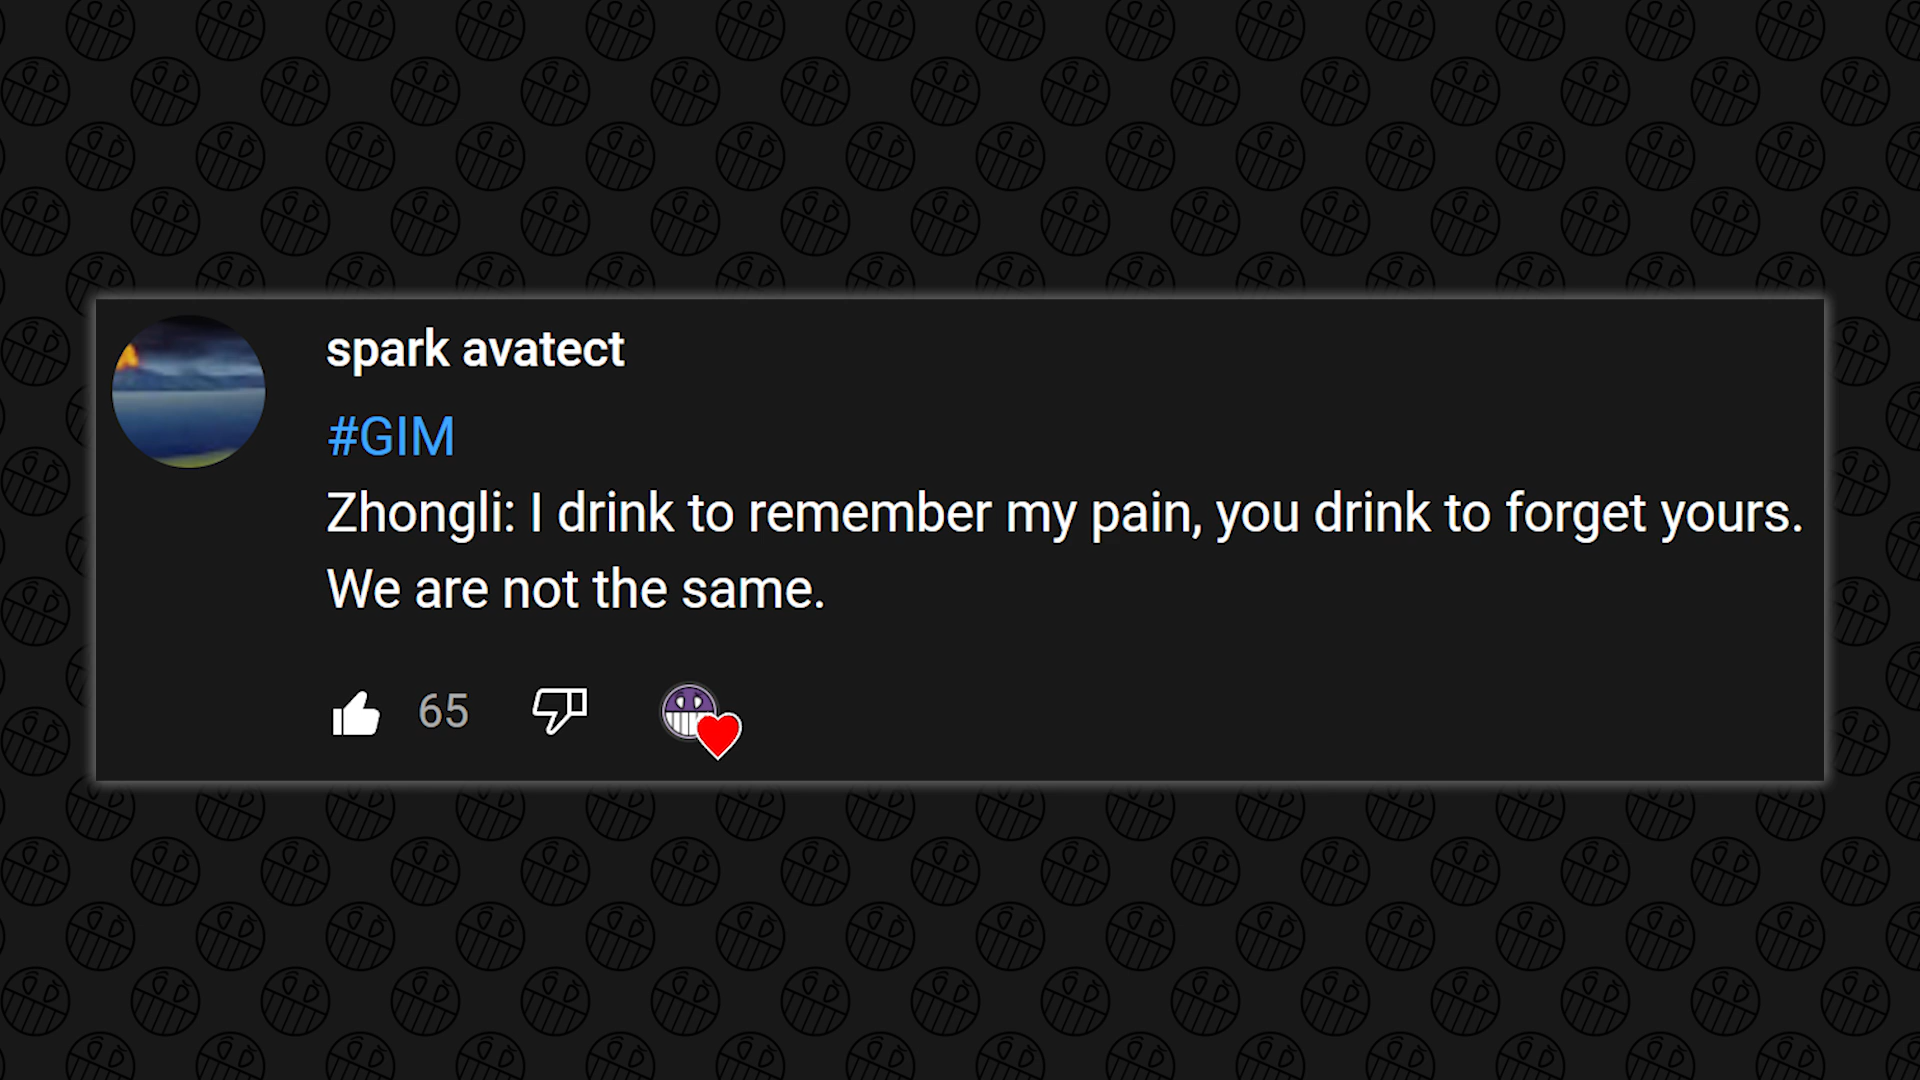 spark avatect
#GIM
Zhongli: I drink to remember my pain, you drink to forget yours.
We are not the same.
65